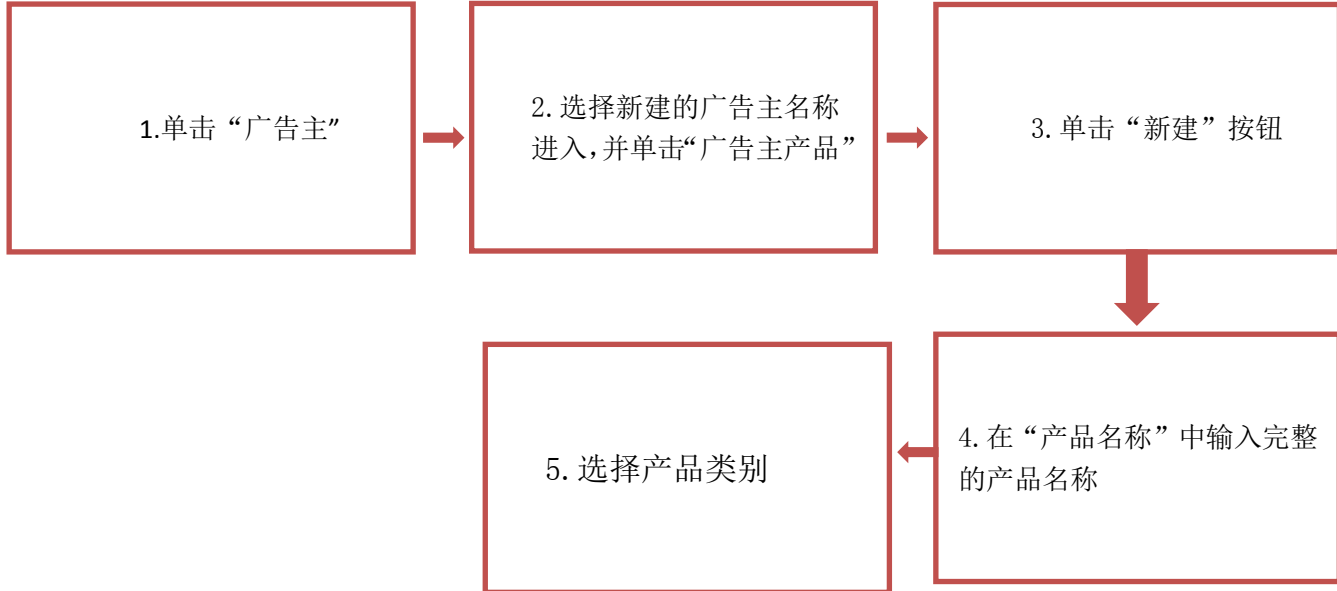 1.单击“广告主”
2.选择新建的广告主名称
进入,并单击“广告主产品”
3.单击“新建”按钮
4.在“产品名称”中输入完整
的产品名称
5.选择产品类别